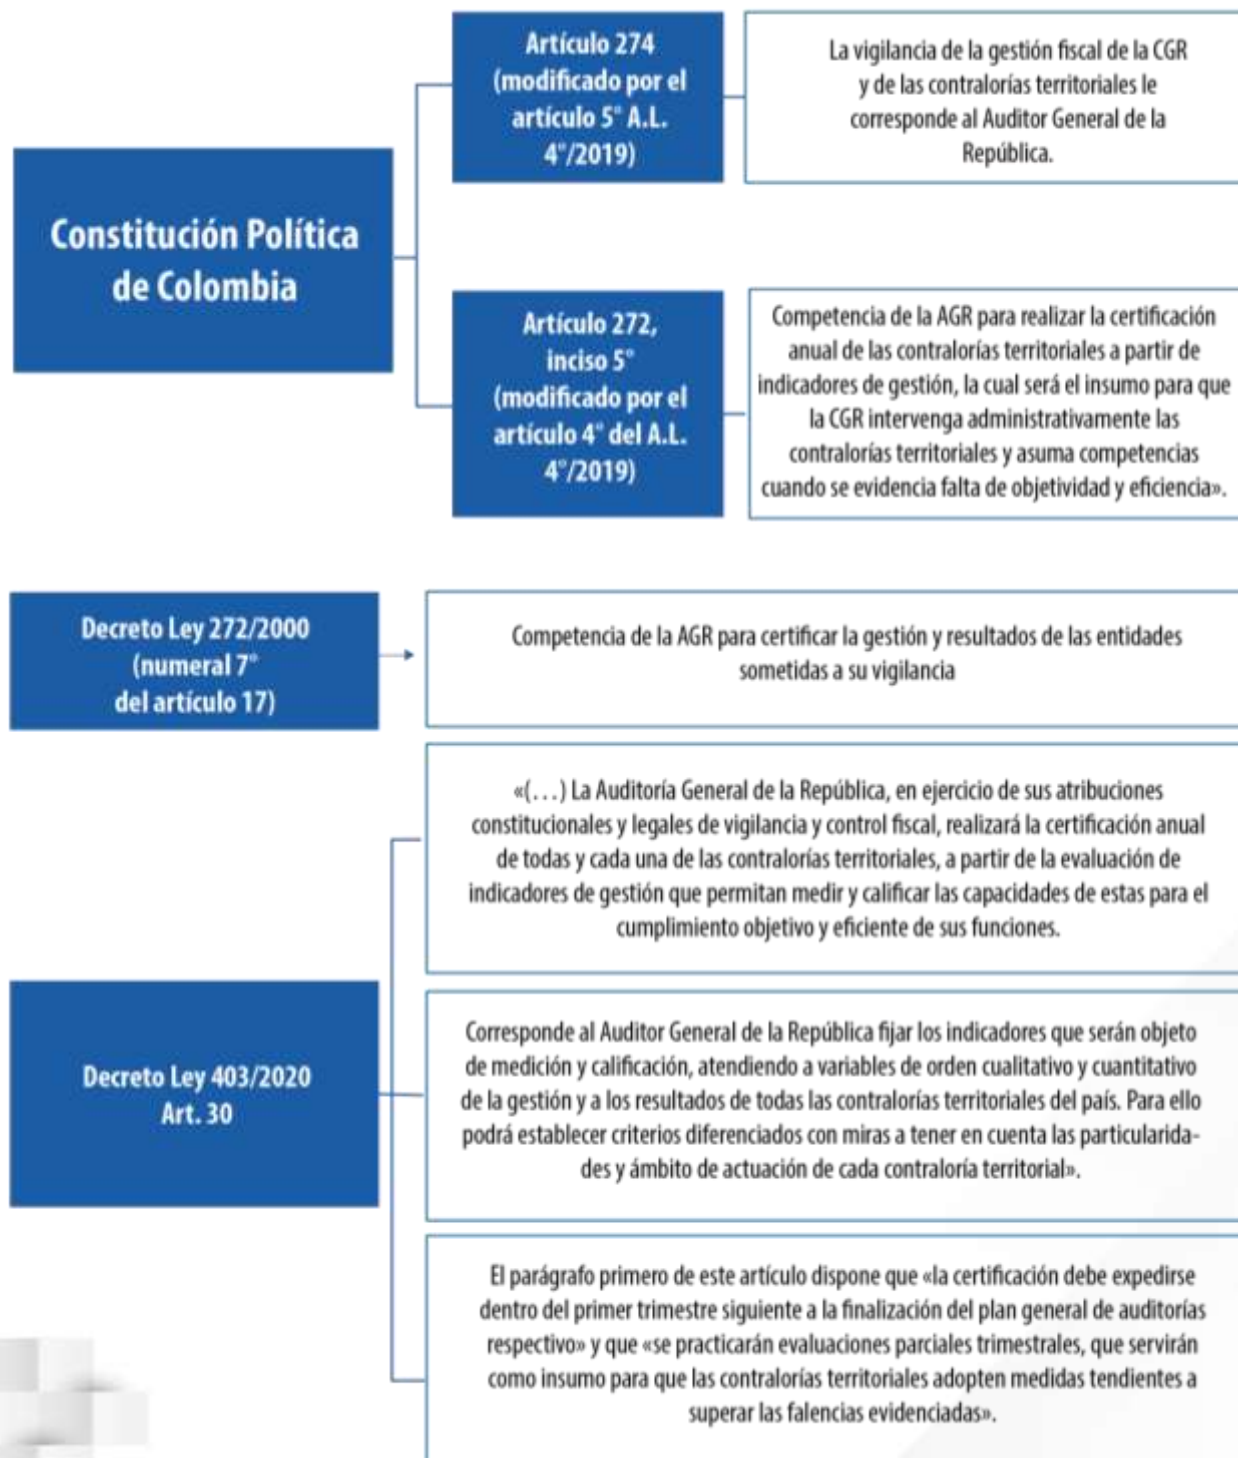 Constitución Política
de Colombia
Artículo 274
(modificado por el
artículo 5° A.L.
4°/2019)
La vigilancia de la gestión fiscal de la CGR
y de las contralorías territoriales le
corresponde al Auditor General de la
República.
Artículo 272,
inciso 5°
(modificado por el
artículo 4° del A.L.
4°/2019)
Competencia de la AGR para realizar la certificación
anual de las contralorías territoriales a partir de
indicadores de gestión, la cual será el insumo para que
la CGR intervenga administrativamente las
contralorías territoriales y asuma competencias
cuando se evidencia falta de objetividad y eficiencia».
Decreto Ley 272/2000
(numeral 7°
del artículo 17)
Competencia de la AGR para certificar la gestión y resultados de las entidades
sometidas a su vigilancia
Decreto Ley 403/2020
Art. 30
«(…) La Auditoría General de la República, en ejercicio de sus atribuciones
constitucionales y legales de vigilancia y control fiscal, realizará la certificación anual
de todas y cada una de las contralorías territoriales, a partir de la evaluación de
indicadores de gestión que permitan medir y calificar las capacidades de estas para el
cumplimiento objetivo y eficiente de sus funciones.
Corresponde al Auditor General de la República fijar los indicadores que serán objeto
de medición y calificación, atendiendo a variables de orden cualitativo y cuantitativo
de la gestión y a los resultados de todas las contralorías territoriales del país. Para ello
podrá establecer criterios diferenciados con miras a tener en cuenta las particularida-
des y ámbito de actuación de cada contraloría territorial».
El parágrafo primero de este artículo dispone que «la certificación debe expedirse
dentro del primer trimestre siguiente a la finalización del plan general de auditorías
respectivo» y que «se practicarán evaluaciones parciales trimestrales, que servirán
como insumo para que las contralorías territoriales adopten medidas tendientes a
superar las falencias evidenciadas».